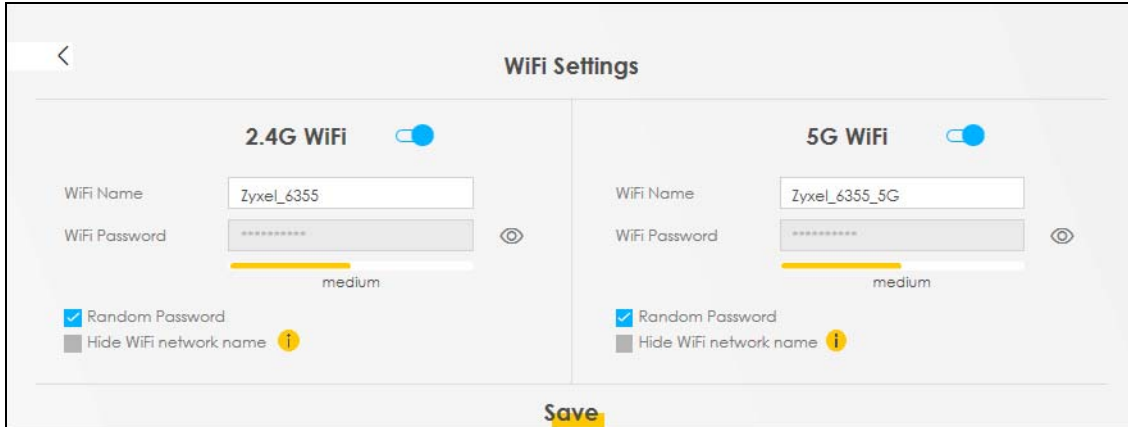 WiFi Settings
2.4G WiFi
WiFi Name
Zyxel_6355
WiFi Password
**********
medium
Random Password
Hide WiFi network name i
5G WiFi
WiFi Name
Zyxel_6355_5G
WiFi Password
**********
medium
Random Password
Hide WiFi network name i
Save